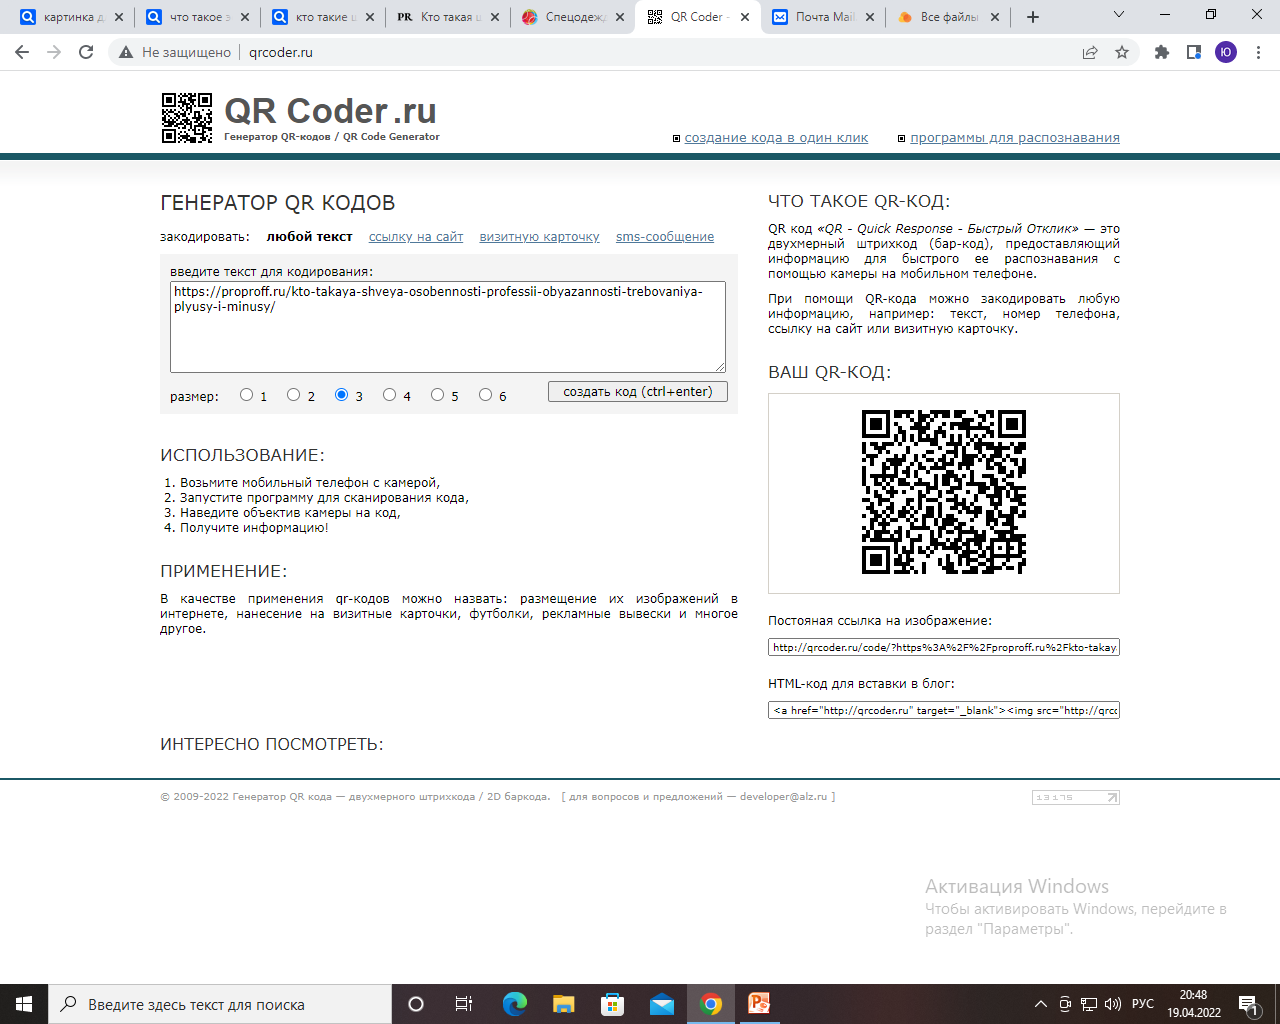 картинка д
что такое э
кто такие ш
PR Кто такая ш
Спецодежд
QR Coder -
Почта Mail
Все файлы
Не защищено
qrcoder.ru
Ю
QR Coder.ru
Генератор QR-кодов / QR Code Generator
создание кода в один клик
программы для распознавания
ГЕНЕРАТОР QR КОДОВ
закодировать: любой текст ссылку на сайт визитную карточку sms-сообщение
введите текст для кодирования:
https://proproff.ru/kto-takaya-shveya-osobennosti-professii-obyazannosti-trebovaniya-
plyusy-i-minusy/
размер: 1 2 3 4 5 6
создать код (ctrl+enter)
ИСПОЛЬЗОВАНИЕ:
1. Возьмите мобильный телефон с камерой,
2. Запустите программу для сканирования кода,
3. Наведите объектив камеры на код,
4. Получите информацию!
ПРИМЕНЕНИЕ:
В качестве применения qr-кодов можно назвать: размещение их изображений в
интернете, нанесение на визитные карточки, футболки, рекламные вывески и многое
другое.
ЧТО ТАКОЕ QR-КОД:
QR код «QR - Quick Response - Быстрый Отклик» — это
двухмерный штрихкод (бар-код), предоставляющий
информацию для быстрого ее распознавания с
помощью камеры на мобильном телефоне.
При помощи QR-кода можно закодировать любую
информацию, например: текст, номер телефона,
ссылку на сайт или визитную карточку.
ВАШ QR-КОД:
Постояная ссылка на изображение:
http://qrcoder.ru/code/?https%3A%2F%2Fproproff.ru%2Fkto-takay
HTML-код для вставки в блог:
<a href="http://qrcoder.ru" target="_blank"><img src="http://qrco
ИНТЕРЕСНО ПОСМОТРЕТЬ:
© 2009-2022 Генератор QR кода — двухмерного штрихкода / 2D баркода. [ для вопросов и предложений — developer@alz.ru ]
13175
Активация Windows
Чтобы активировать Windows, перейдите в
раздел "Параметры".
Введите здесь текст для поиска
РУС
20:48
19.04.2022
1